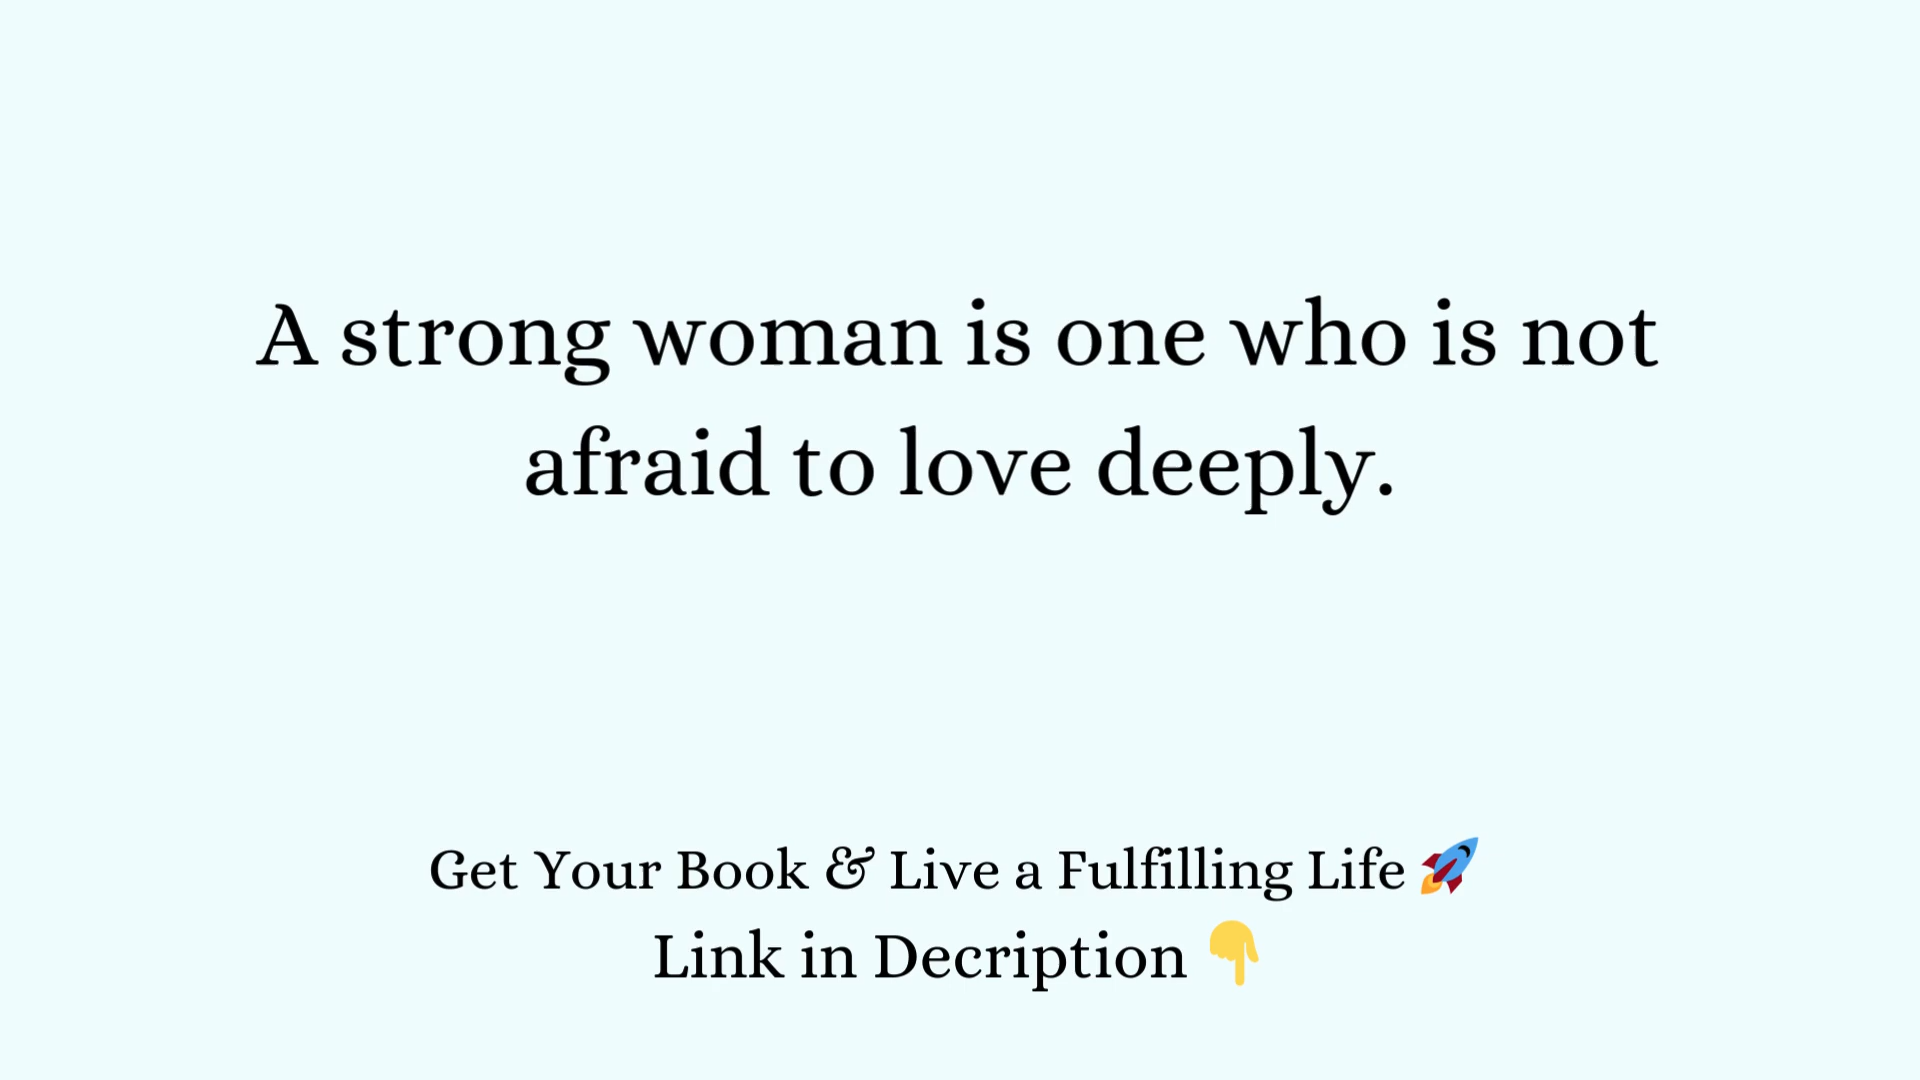 A strong woman is one who is not
afraid to love deeply.
Get Your Book & Live a Fulfilling Life 🚀
Link in Decription 👇